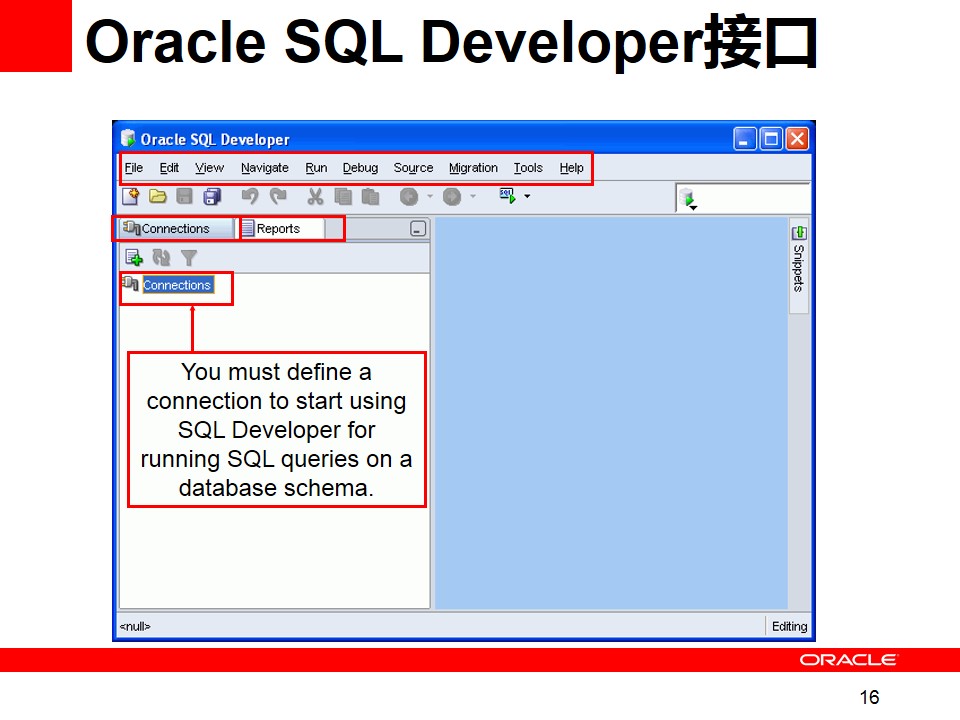 Oracle SQL Developer接口
Oracle SQL Developer
File Edit View Navigate Run Debug Source Migration Tools Help
SQL
Connections Reports
Snippets
Connections
You must define a
connection to start using
SQL Developer for
running SQL queries on a
database schema.
<null> Editing
ORACLE
16